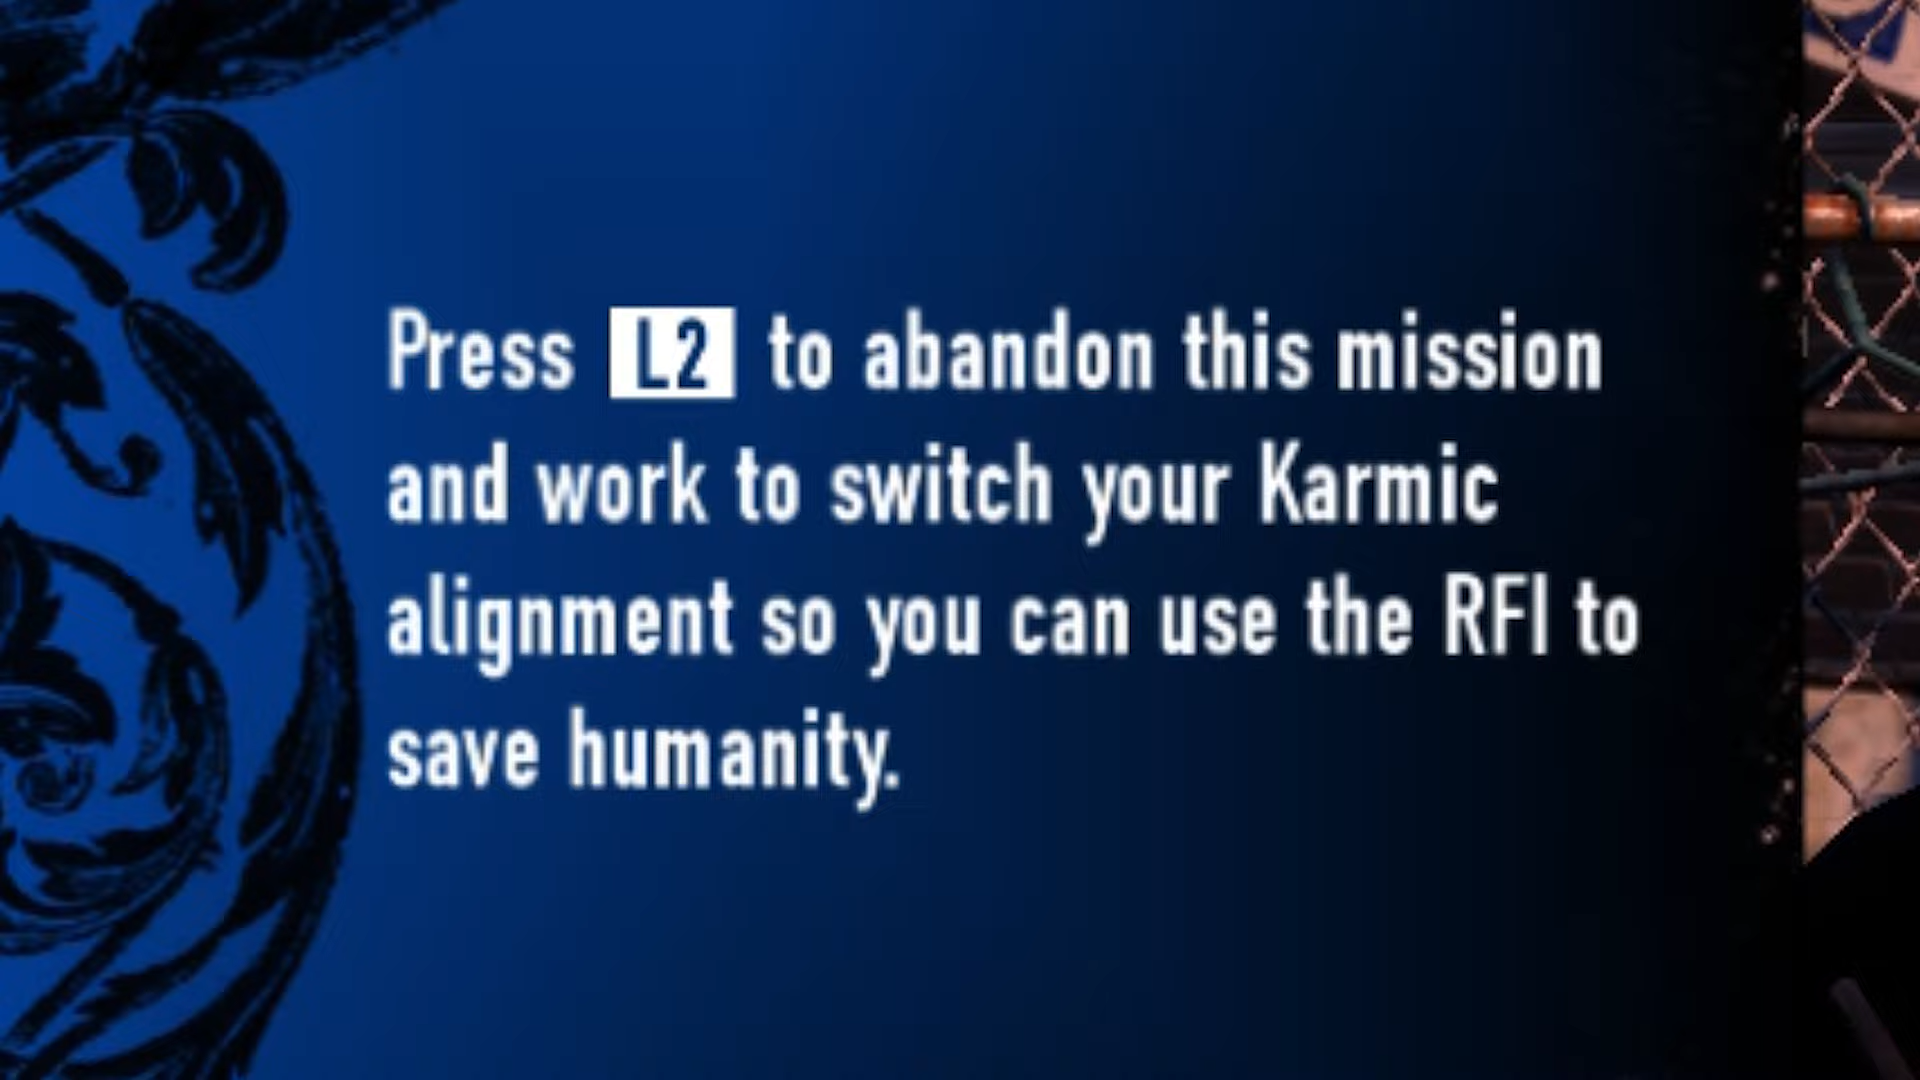 Press L2 to abandon this mission
and work to switch your Karmic
alignment so you can use the RFI to
save humanity.